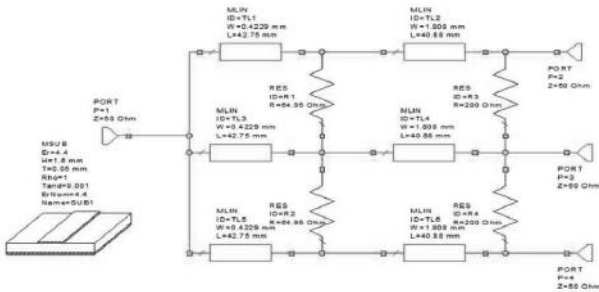 MLIN
ID=TL1
W=0.4229 mm
L=42.75 mm
MLIN
ID=TL2
W=1.808 mm
L=40.88 mm
PORT
P=2
Z=50 Ohm
RES
ID=R1
R=64.95 Ohm
RES
ID=R3
R=200 Ohm
PORT
P=1
Z=50 Ohm
MLIN
ID=TL3
W=0.4229 mm
L=42.75 mm
MLIN
ID=TL4
W=1.808 mm
L=40.88 mm
PORT
P=3
Z=50 Ohm
MSUB
Er=4.4
H=1.6 mm
T=0.05 mm
Rho=1
Tand=0.001
ErNom=4.4
Name=SUB1
RES
ID=R2
R=64.95 Ohm
RES
ID=R4
R=200 Ohm
MLIN
ID=TL5
W=0.4229 mm
L=42.75 mm
MLIN
ID=TL6
W=1.808 mm
L=40.88 mm
PORT
P=4
Z=50 Ohm